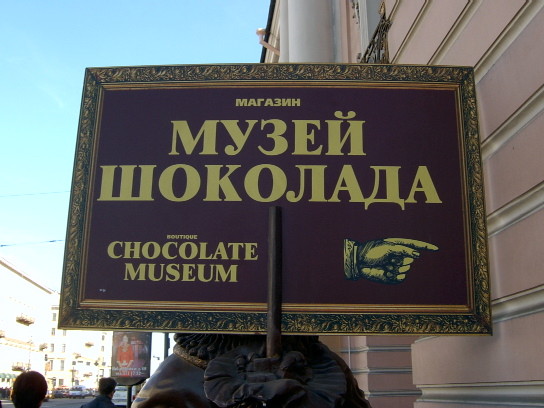 МАГАЗИН
МУЗЕЙ
ШОКОЛАДА
BOUTIQUE
CHOCOLATE
MUSEUM